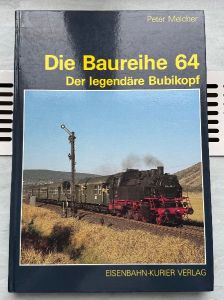 Peter Melcher
Die Baureihe 64
Der legendäre Bubikopf
EISENBAHN-KURIER VERLAG